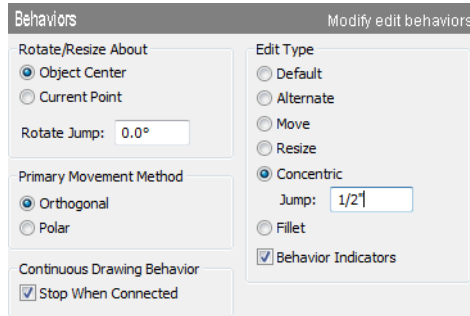 Behaviors Modify edit behaviors
Rotate/Resize About
Object Center
Current Point
Rotate Jump: 0.0°
Primary Movement Method
Orthogonal
Polar
Continuous Drawing Behavior
Stop When Connected
Edit Type
Default
Alternate
Move
Resize
Concentric
Jump: 1/2"
Fillet
Behavior Indicators